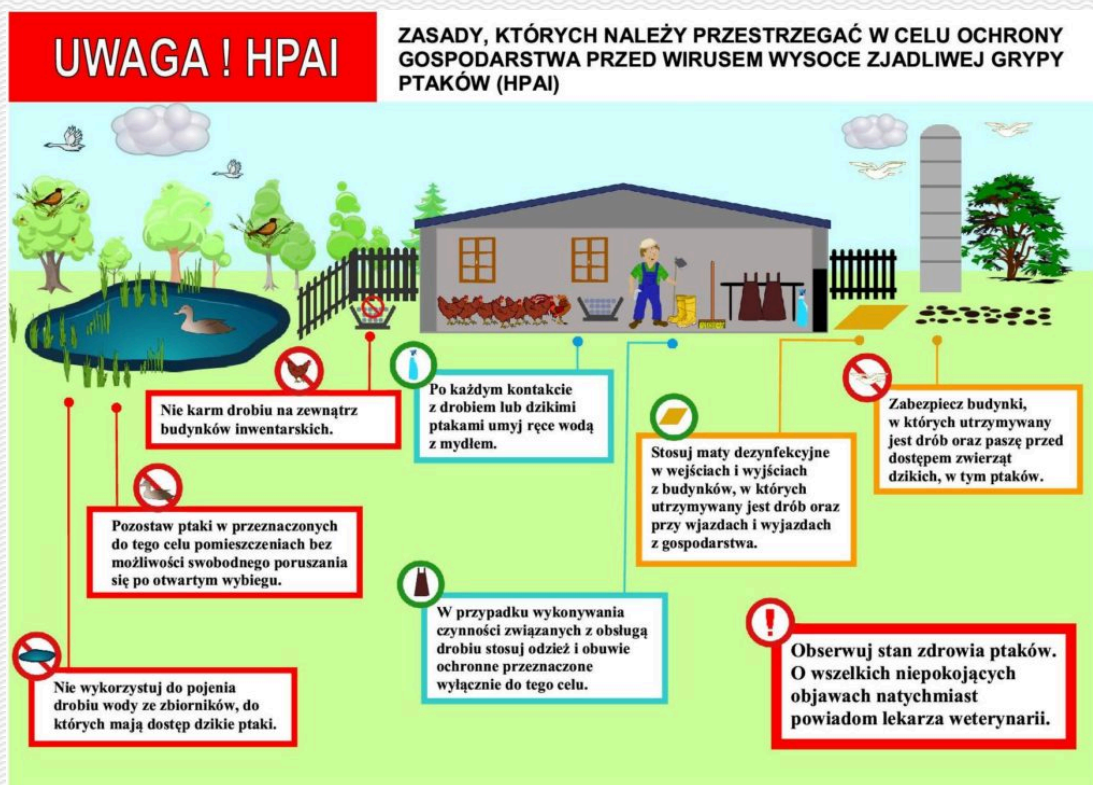 UWAGA ! HPAI
ZASADY, KTÓRYCH NALEŻY PRZESTRZEGAĆ W CELU OCHRONY
GOSPODARSTWA PRZED WIRUSEM WYSOCE ZJADLIWEJ GRYPY
PTAKÓW (HPAI)
Nie karm drobiu na zewnątrz
budynków inwentarskich.
Po każdym kontakcie
z drobiem lub dzikimi
ptakami umyj ręce wodą
z mydłem.
Stosuj maty dezynfekcyjne
w wejściach i wyjściach
z budynków, w których
utrzymywany jest drób oraz
przy wjazdach i wyjazdach
z gospodarstwa.
Zabezpiecz budynki,
w których utrzymywany
jest drób oraz paszę przed
dostępem zwierząt
dzikich, w tym ptaków.
Pozostaw ptaki w przeznaczonych
do tego celu pomieszczeniach bez
możliwości swobodnego poruszania
się po otwartym wybiegu.
W przypadku wykonywania
czynności związanych z obsługą
drobiu stosuj odzież i obuwie
ochronne przeznaczone
wyłącznie do tego celu.
Nie wykorzystuj do pojenia
drobiu wody ze zbiorników, do
których mają dostęp dzikie ptaki.
Obserwuj stan zdrowia ptaków.
O wszelkich niepokojących
objawach natychmiast
powiadom lekarza weterynarii.